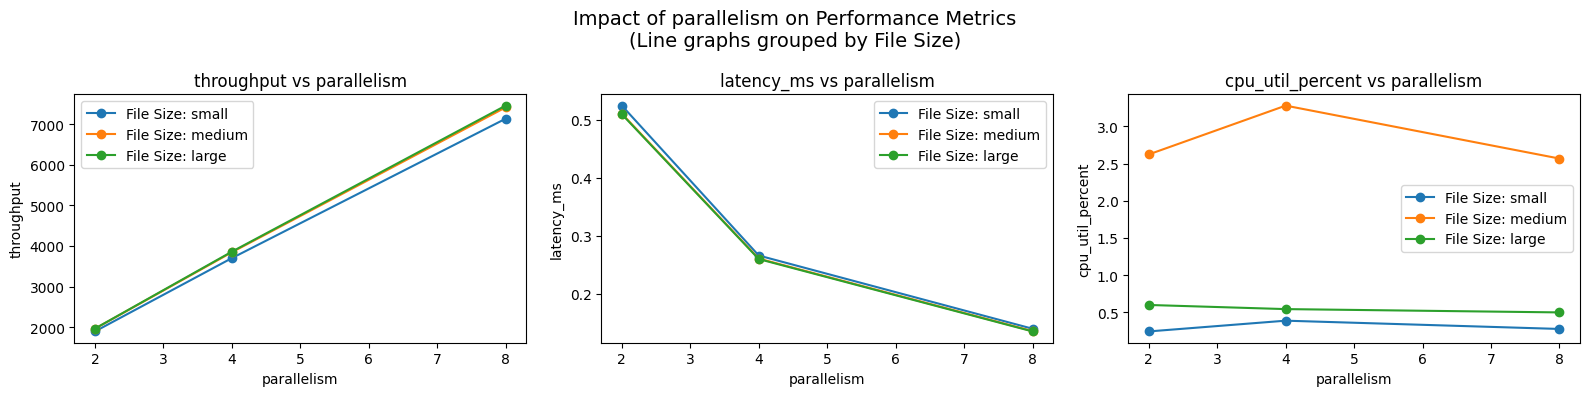 Impact of parallelism on Performance Metrics
(Line graphs grouped by File Size)
throughput vs parallelism
File Size: small
File Size: medium
File Size: large
throughput
7000
6000
5000
4000
3000
2000
2 3 4 5 6 7 8
parallelism
latency_ms vs parallelism
File Size: small
File Size: medium
File Size: large
latency_ms
0.5
0.4
0.3
0.2
2 3 4 5 6 7 8
parallelism
cpu_util_percent vs parallelism
File Size: small
File Size: medium
File Size: large
cpu_util_percent
3.0
2.5
2.0
1.5
1.0
0.5
2 3 4 5 6 7 8
parallelism